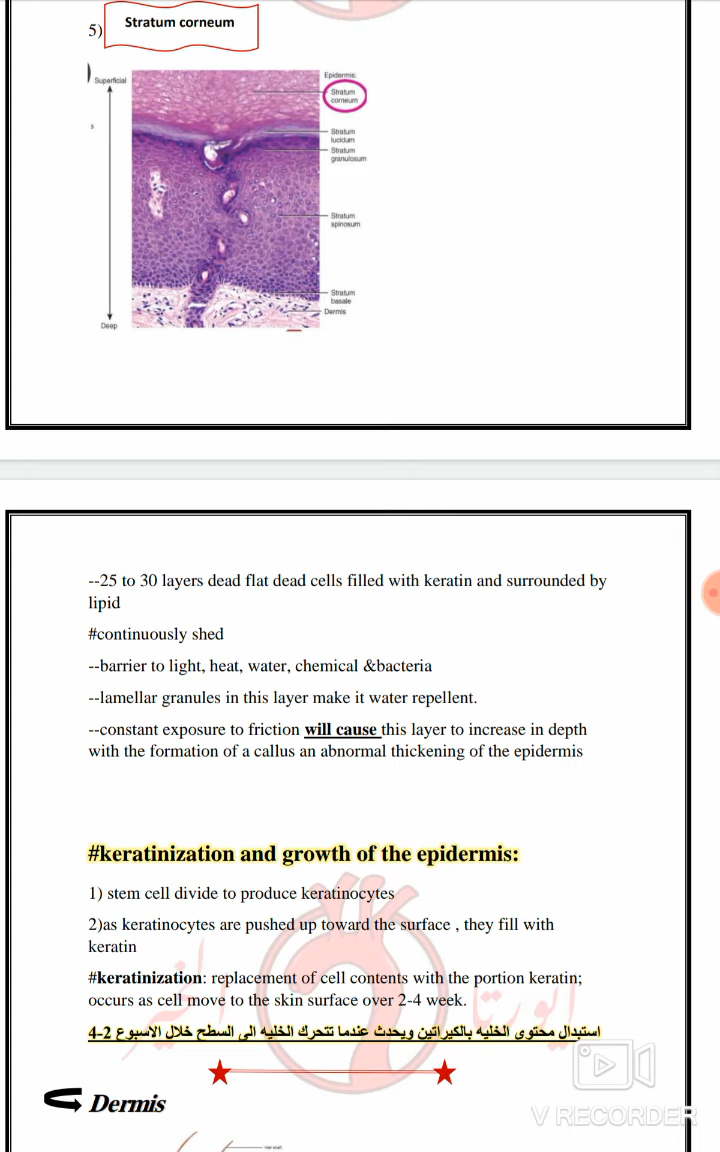 5)
Stratum corneum
Superficial
Epidermis:
Stratum
corneum
Stratum
lucidum
Stratum
granulosum
Stratum
spinosum
Stratum
basale
Dermis
Deep
--25 to 30 layers dead flat dead cells filled with keratin and surrounded by
lipid
#continuously shed
--barrier to light, heat, water, chemical &bacteria
--lamellar granules in this layer make it water repellent.
--constant exposure to friction will cause this layer to increase in depth
with the formation of a callus an abnormal thickening of the epidermis
#keratinization and growth of the epidermis:
1) stem cell divide to produce keratinocytes
2)as keratinocytes are pushed up toward the surface , they fill with
keratin
#keratinization: replacement of cell contents with the portion keratin;
occurs as cell move to the skin surface over 2-4 week.
استبدال محتوى الخليه بالكيراتين ويحدث عندما تتحرك الخليه الى السطح خلال الاسبوع 2-4
ايورتا الخير
Dermis
V RECORDER